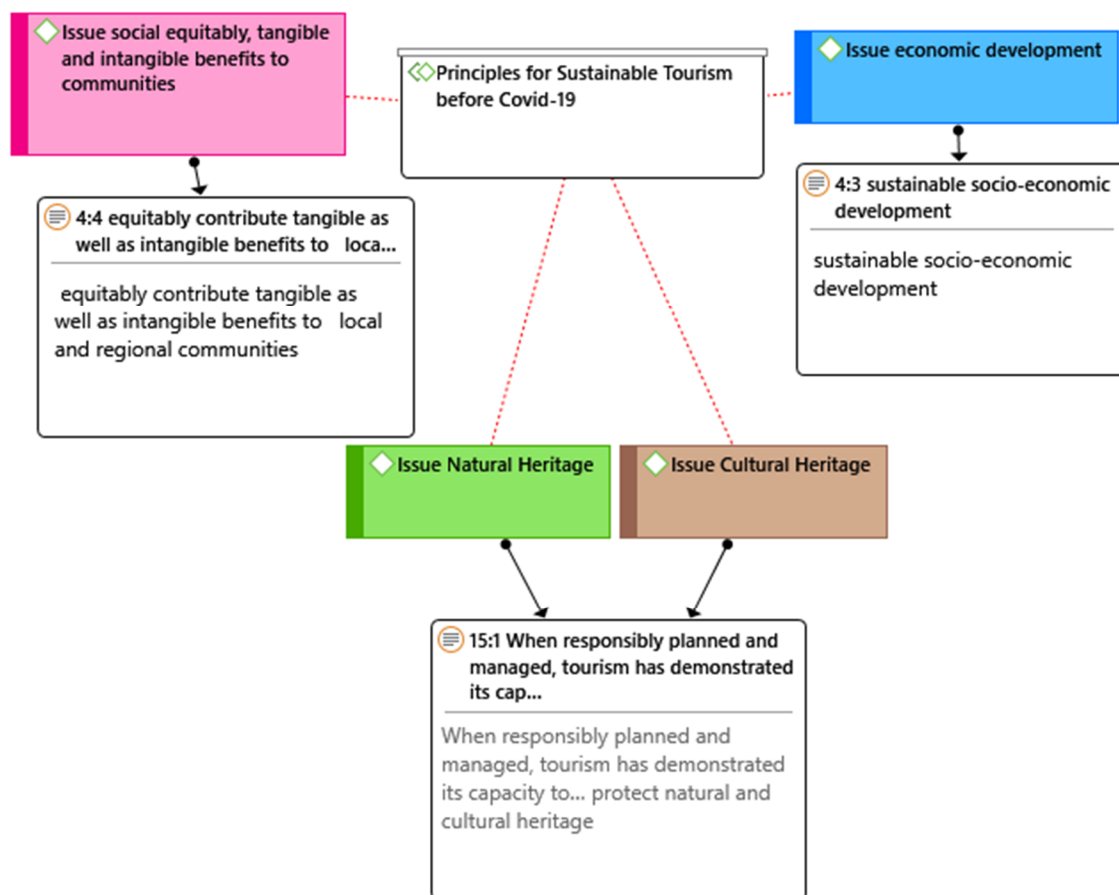 Issue social equitably, tangible
and intangible benefits to
communities
Principles for Sustainable Tourism
before Covid-19
Issue economic development
4:4 equitably contribute tangible as
well as intangible benefits to loca...
equitably contribute tangible as
well as intangible benefits to local
and regional communities
4:3 sustainable socio-economic
development
sustainable socio-economic
development
Issue Natural Heritage
Issue Cultural Heritage
15:1 When responsibly planned and
managed, tourism has demonstrated
its cap...
When responsibly planned and
managed, tourism has demonstrated
its capacity to... protect natural and
cultural heritage